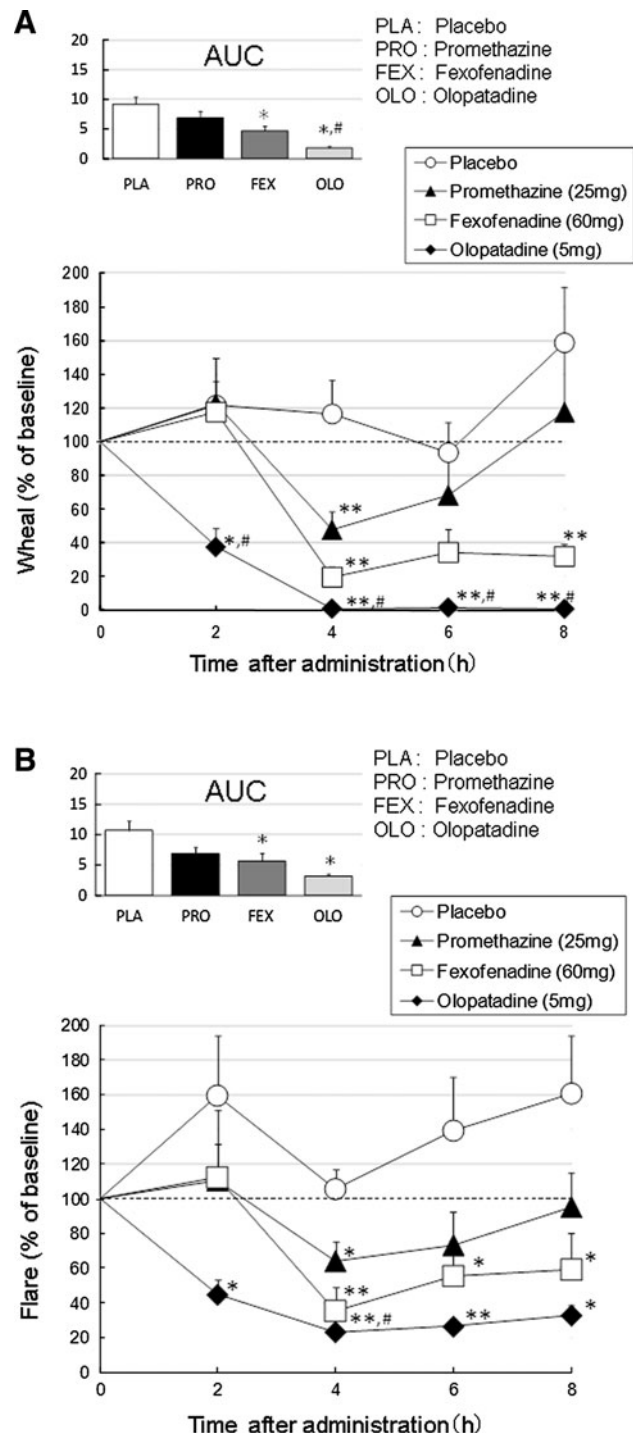 A
AUC
20
15
10
5
0
*
*,#
PLA PRO FEX OLO
PLA : Placebo
PRO : Promethazine
FEX : Fexofenadine
OLO : Olopatadine
Placebo
Promethazine (25mg)
Fexofenadine (60mg)
Olopatadine (5mg)
Wheal (% of baseline)
200
180
160
140
120
100
80
60
40
20
0
*,#
**
**
**,#
**,#
**
**,#
0 2 4 6 8
Time after administration(h)
B
AUC
20
15
10
5
0
*
*
PLA PRO FEX OLO
PLA : Placebo
PRO : Promethazine
FEX : Fexofenadine
OLO : Olopatadine
Placebo
Promethazine (25mg)
Fexofenadine (60mg)
Olopatadine (5mg)
Flare (% of baseline)
200
180
160
140
120
100
80
60
40
20
0
*
*
**
**,#
*
**
*
*
0 2 4 6 8
Time after administration(h)